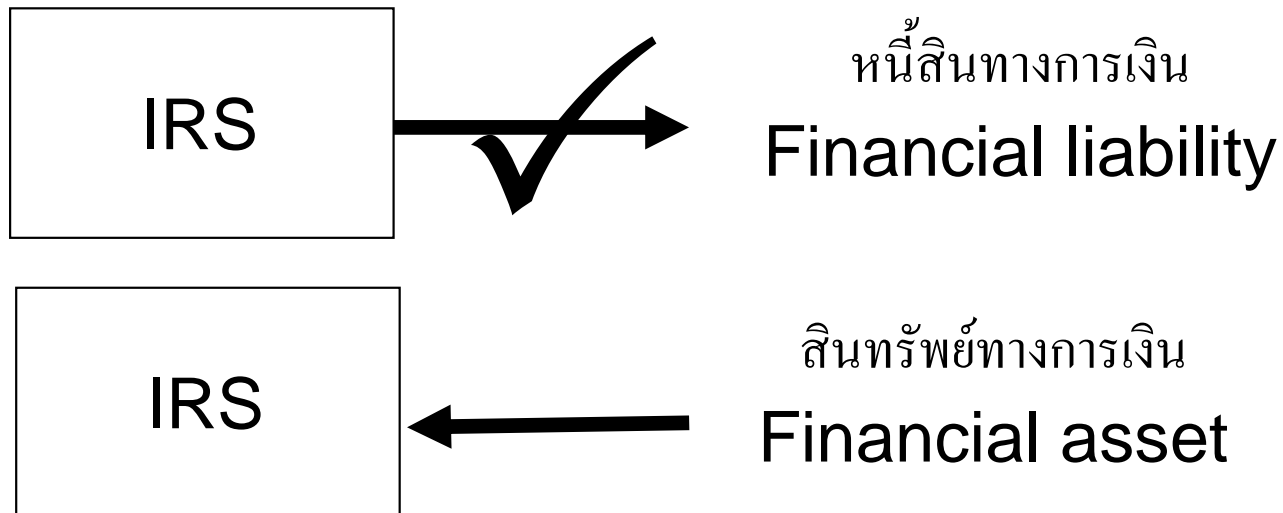 IRS
หนี้สินทางการเงิน
Financial liability
IRS
สินทรัพย์ทางการเงิน
Financial asset